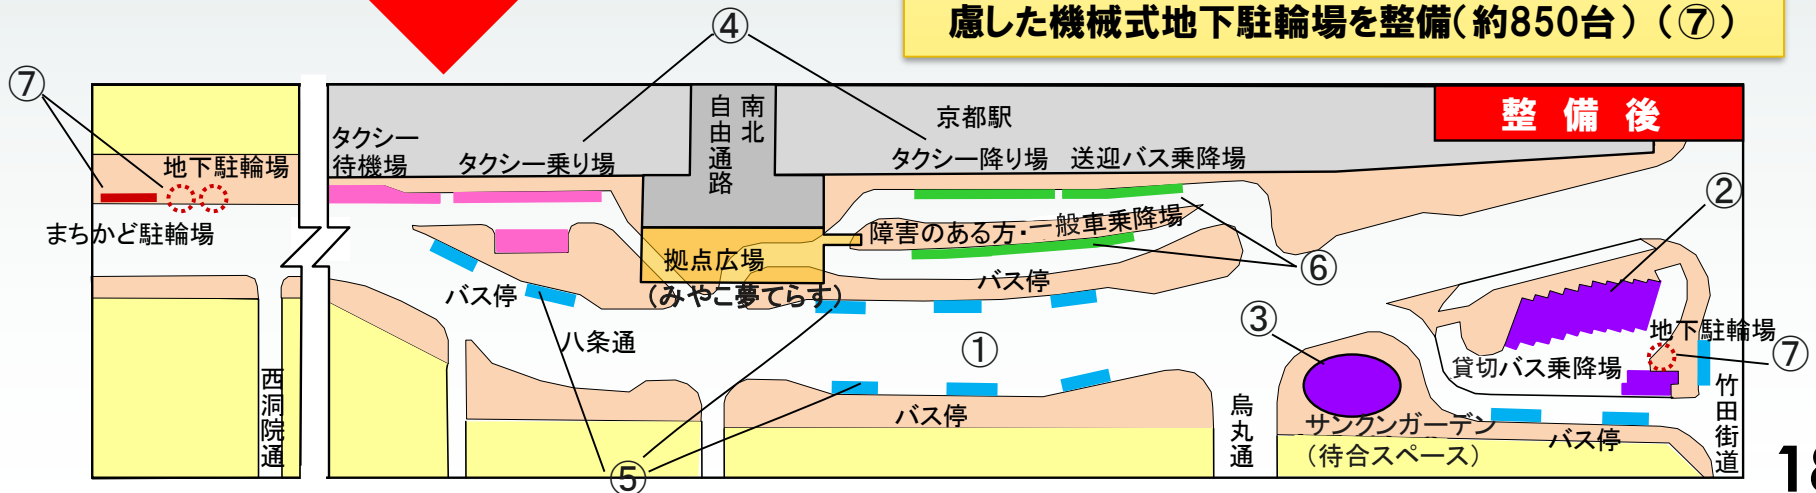 慮した機械式地下駐輪場を整備（約850台）（⑦）
④
⑦
整 備 後
京都駅
南北
自由通路
タクシー
待機場
タクシー乗り場
タクシー降り場
送迎バス乗降場
地下駐輪場
まちかど駐輪場
②
障害のある方・一般車乗降場
拠点広場
（みやこ夢てらす）
バス停
バス停
⑥
八条通
①
③
地下駐輪場
⑦
貸切バス乗降場
西洞院通
バス停
烏丸通
サンクンガーデン
（待合スペース）
バス停
竹田街道
⑤
18